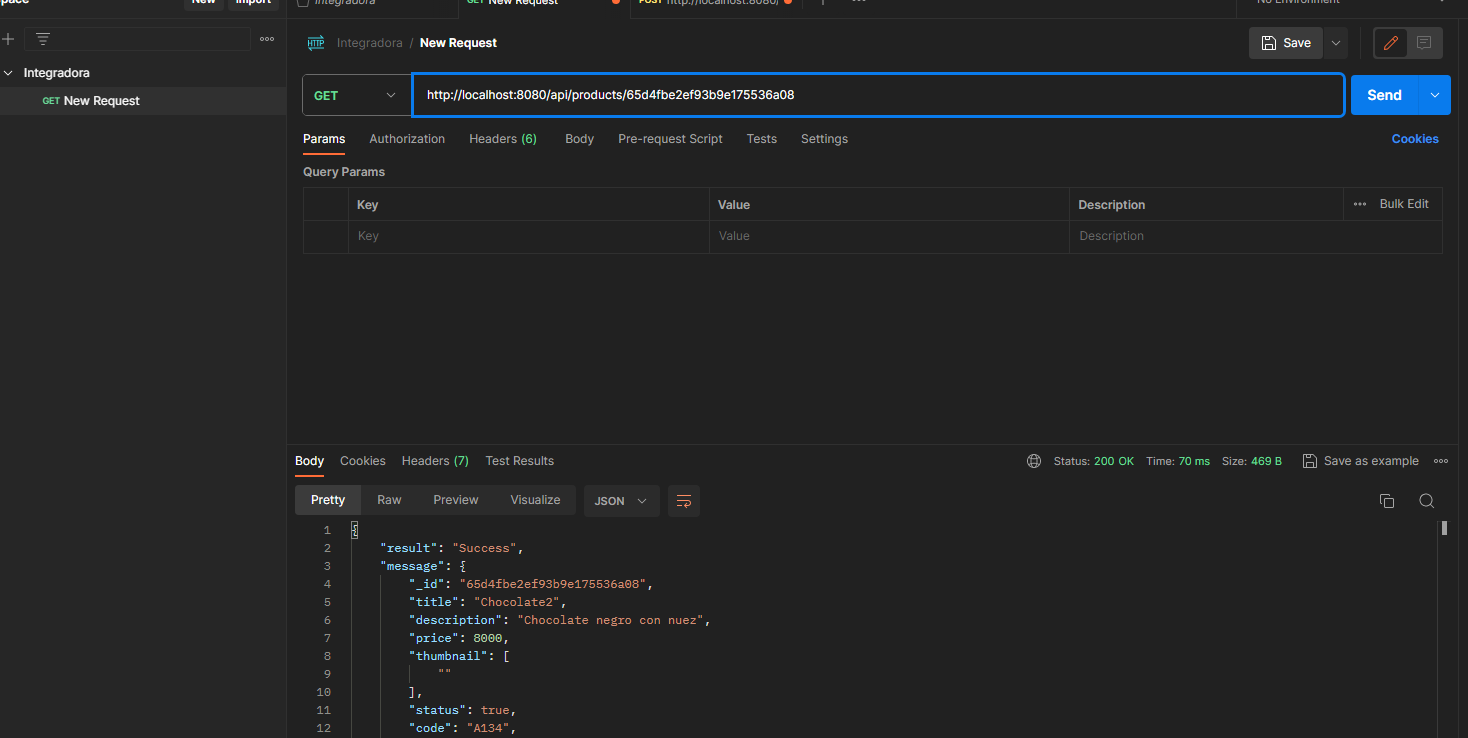 New Import
Integradora
GET New Request
POST http://localhost:8080/
No Environment
HTTP Integradora / New Request
Save
Integradora
GET New Request
GET
http://localhost:8080/api/products/65d4fbe2ef93b9e175536a08
Send
Params Authorization Headers (6) Body Pre-request Script Tests Settings Cookies
Query Params
Key Value Description Bulk Edit
Key Value Description
Body Cookies Headers (7) Test Results Status: 200 OK Time: 70 ms Size: 469 B Save as example
Pretty Raw Preview Visualize JSON
1 {
2 "result": "Success",
3 "message": {
4 "_id": "65d4fbe2ef93b9e175536a08",
5 "title": "Chocolate2",
6 "description": "Chocolate negro con nuez",
7 "price": 8000,
8 "thumbnail": [
9 ""
10 ],
11 "status": true,
12 "code": "A134",